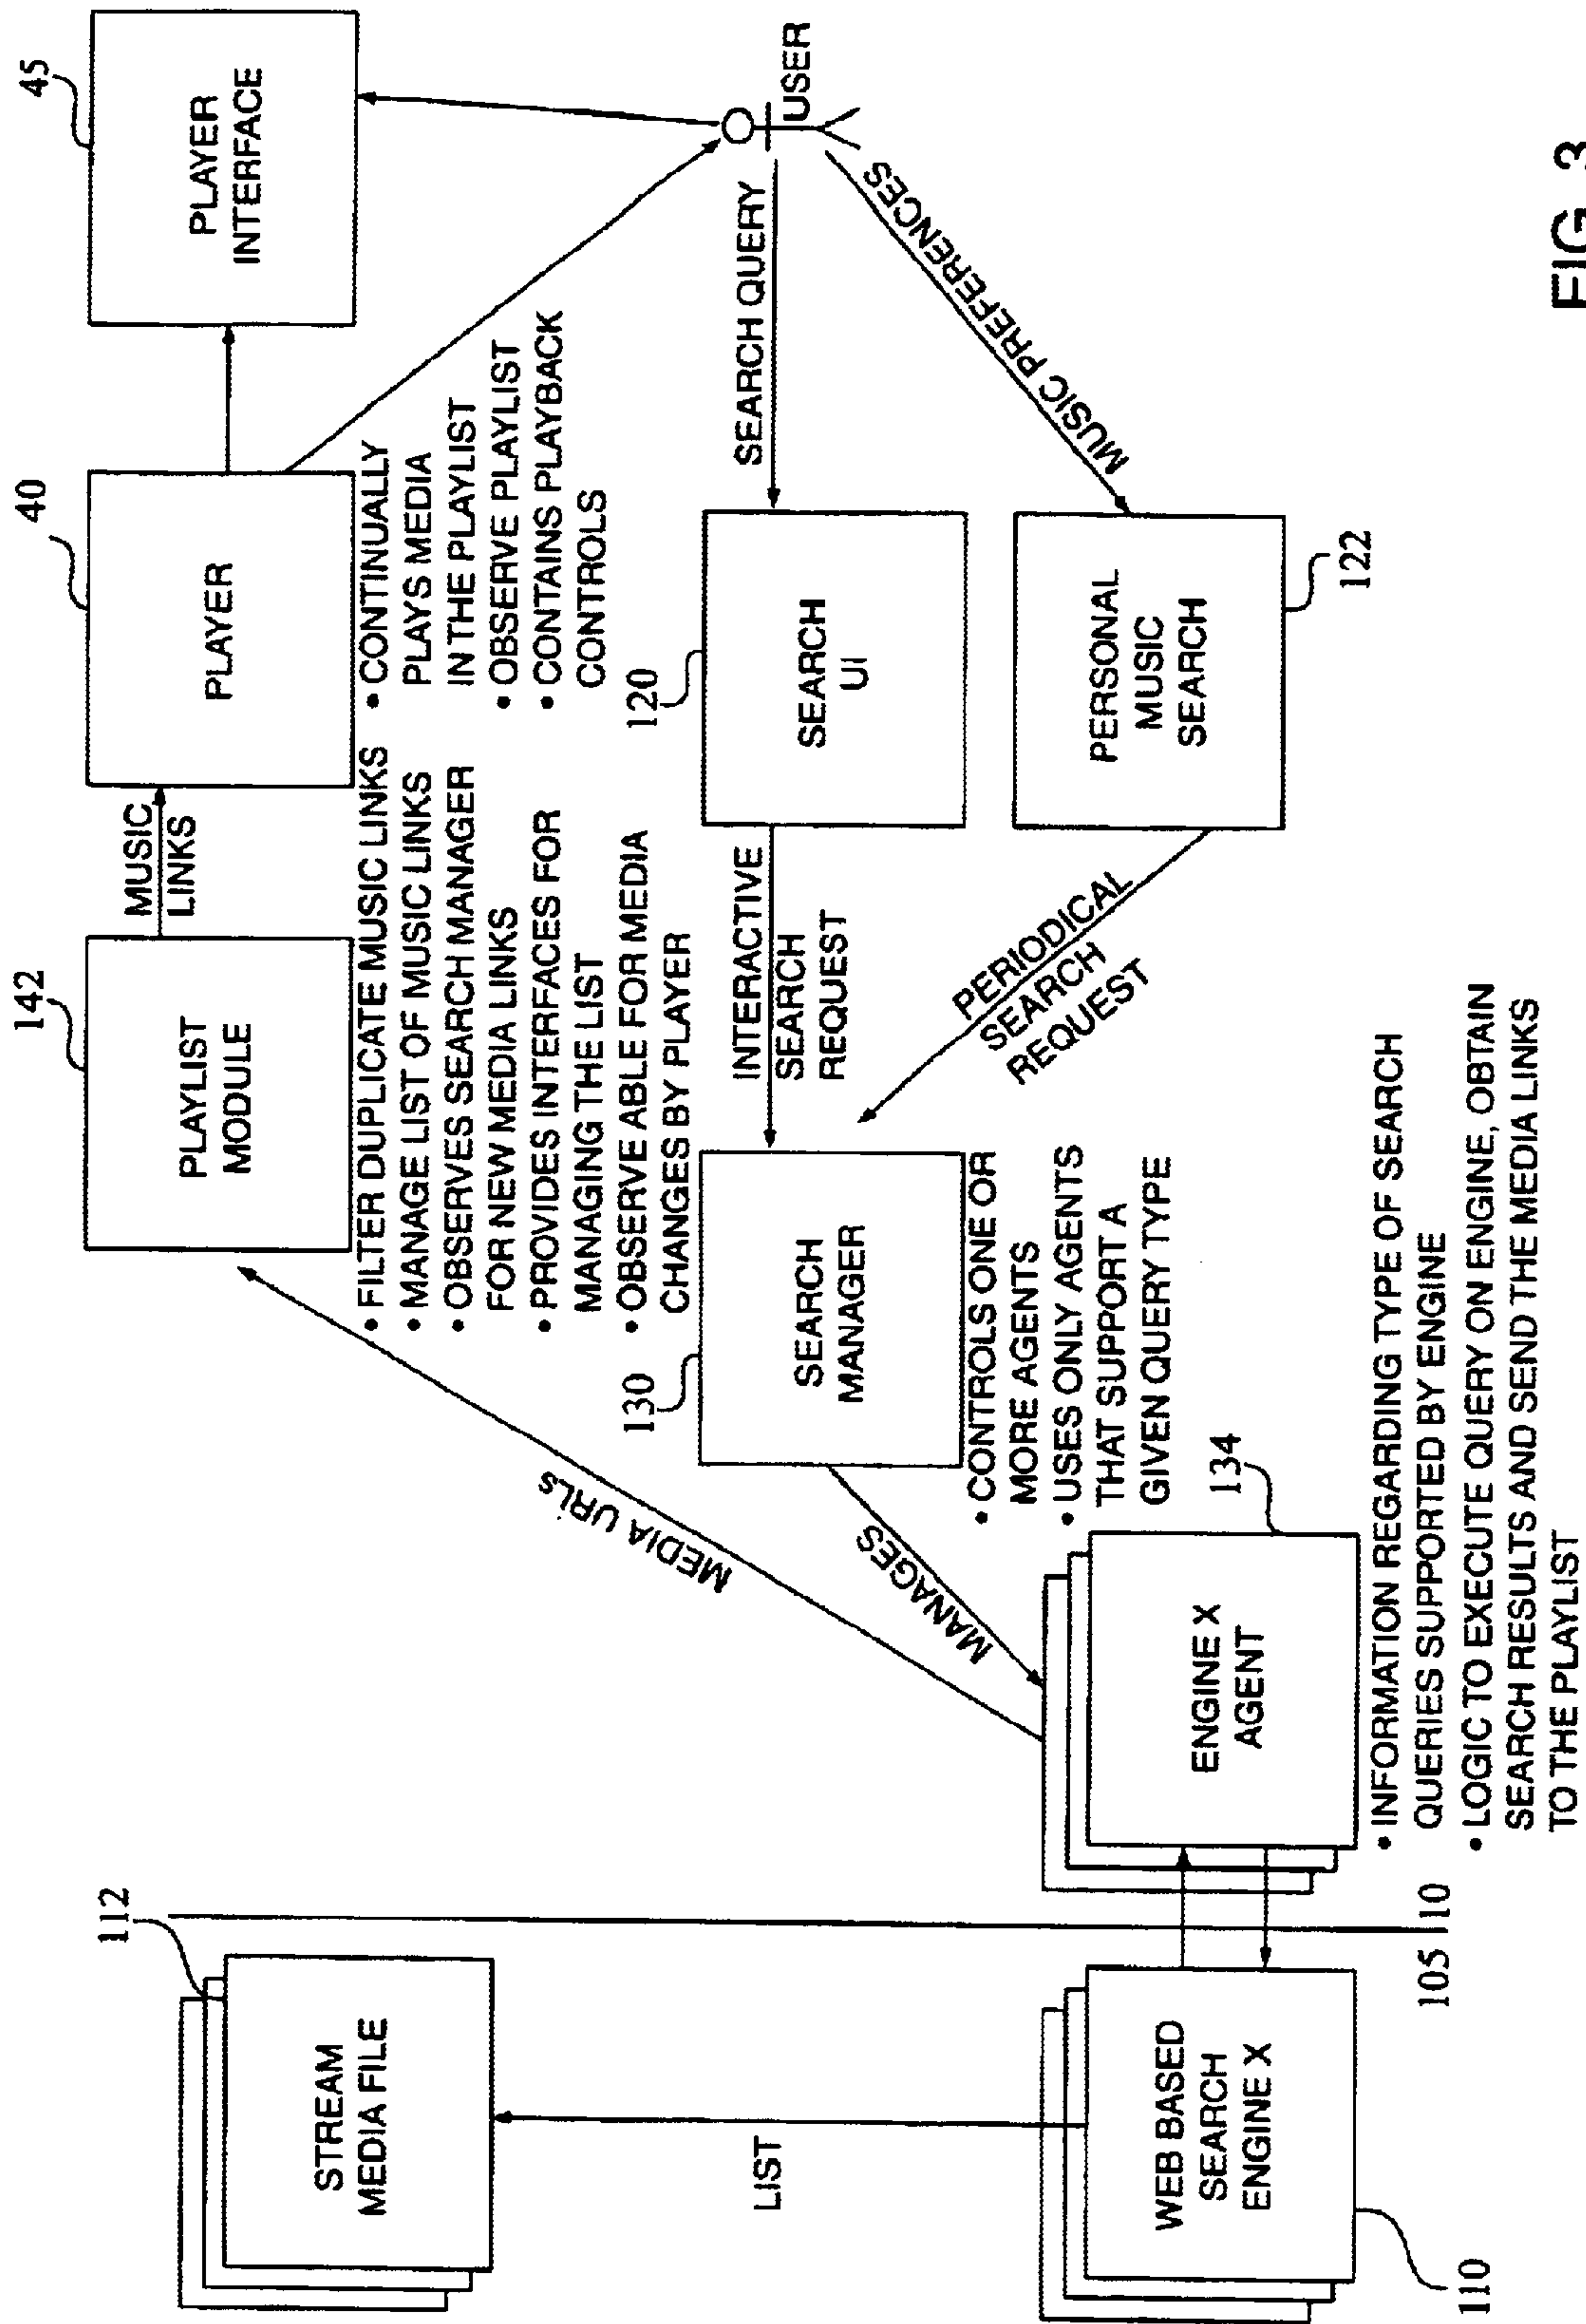 112
STREAM
MEDIA FILE
LIST
WEB BASED
SEARCH
ENGINE X
110
105
10
142
PLAYLIST
MODULE
• FILTER DUPLICATE MUSIC LINKS
• MANAGE LIST OF MUSIC LINKS
• OBSERVES SEARCH MANAGER
FOR NEW MEDIA LINKS
• PROVIDES INTERFACES FOR
MANAGING THE LIST
• OBSERVE ABLE FOR MEDIA
CHANGES BY PLAYER
MUSIC
LINKS
40
PLAYER
• CONTINUALLY
PLAYS MEDIA
IN THE PLAYLIST
• OBSERVE PLAYLIST
• CONTAINS PLAYBACK
CONTROLS
45
PLAYER
INTERFACE
USER
SEARCH QUERY
MUSIC PREFERENCES
120
SEARCH
UI
PERSONAL
MUSIC
SEARCH
122
INTERACTIVE
SEARCH
REQUEST
PERIODICAL
SEARCH
REQUEST
130
SEARCH
MANAGER
• CONTROLS ONE OR
MORE AGENTS
• USES ONLY AGENTS
THAT SUPPORT A
GIVEN QUERY TYPE
MEDIA URLs
MANAGES
134
ENGINE X
AGENT
• INFORMATION REGARDING TYPE OF SEARCH
QUERIES SUPPORTED BY ENGINE
• LOGIC TO EXECUTE QUERY ON ENGINE, OBTAIN
SEARCH RESULTS AND SEND THE MEDIA LINKS
TO THE PLAYLIST
FIG. 3